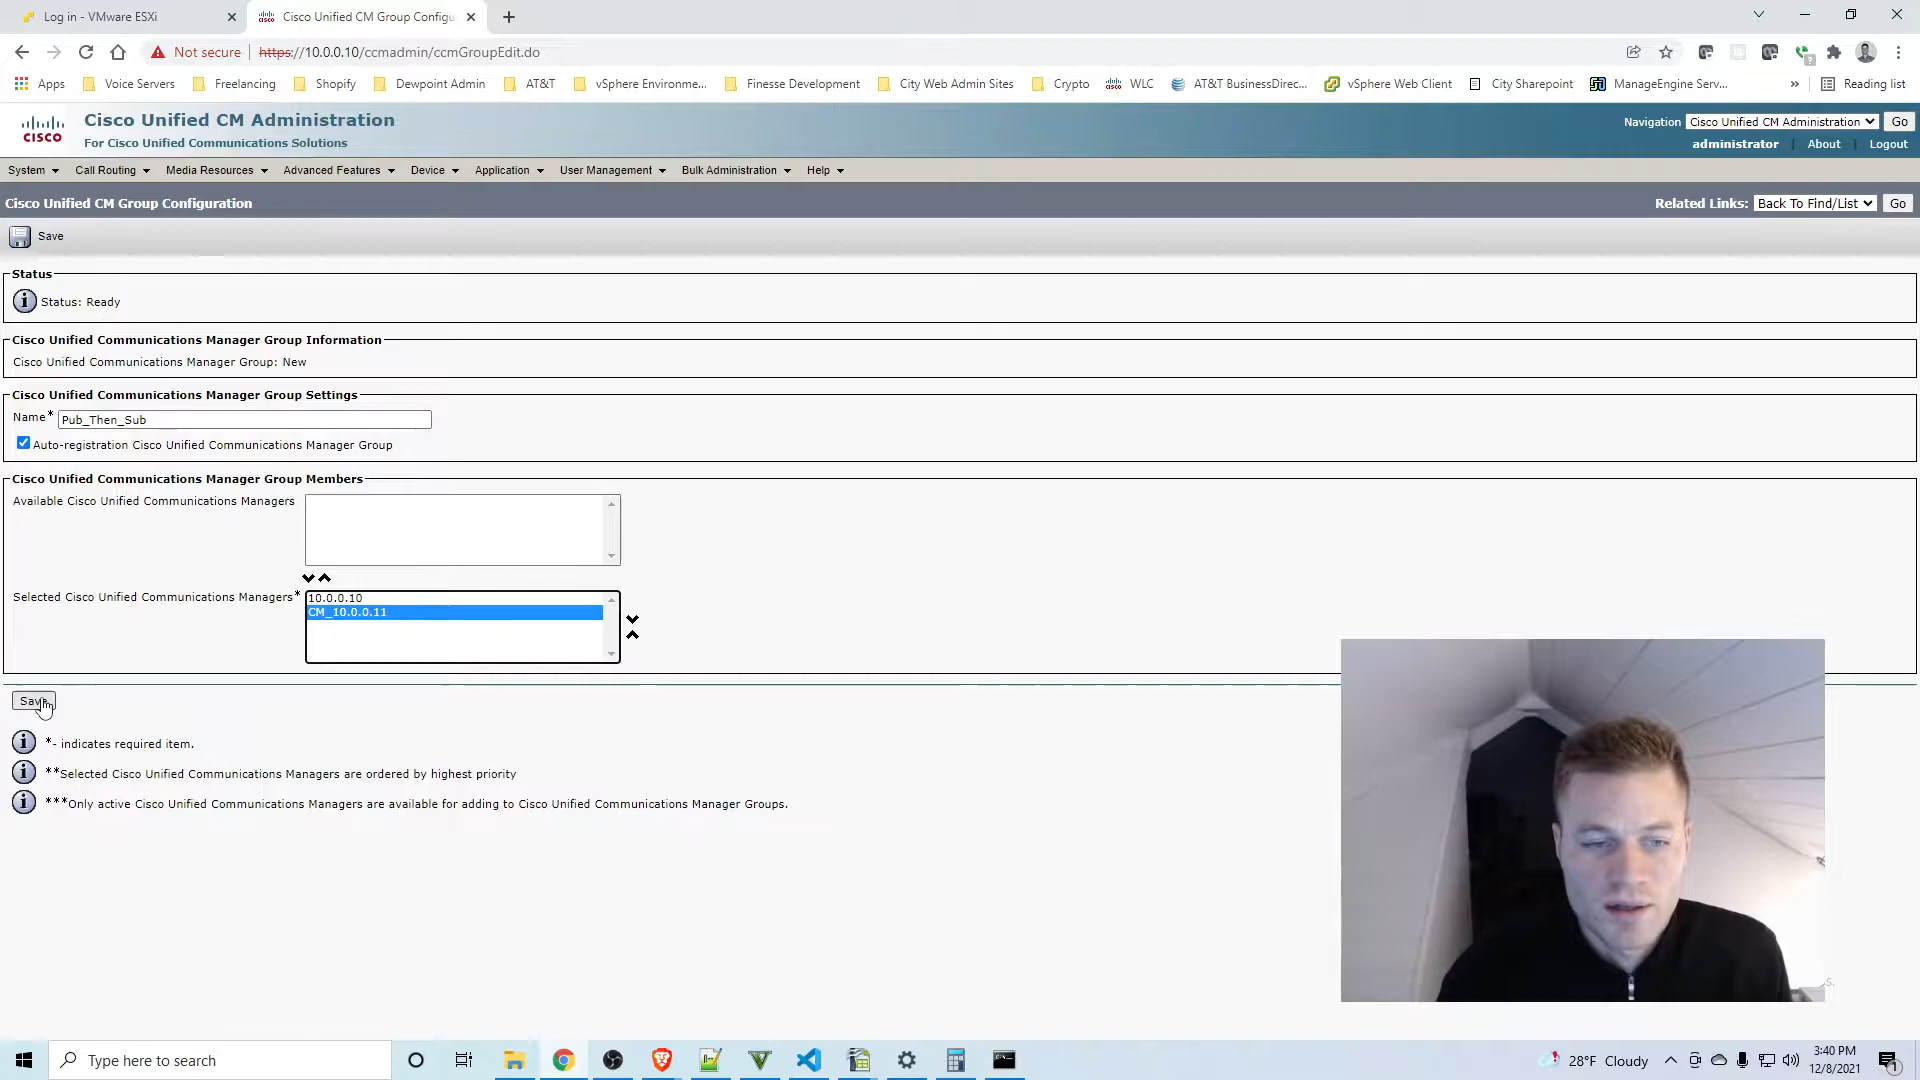 Log in - VMware ESXi
Cisco Unified CM Group Configu
Not secure
https://10.0.0.10/ccmadmin/ccmGroupEdit.do
Apps
Voice Servers
Freelancing
Shopify
Dewpoint Admin
AT&T
vSphere Environme...
Finesse Development
City Web Admin Sites
Crypto
WLC
AT&T BusinessDirec...
vSphere Web Client
City Sharepoint
ManageEngine Serv...
»
Reading list
CISCO
Cisco Unified CM Administration
For Cisco Unified Communications Solutions
Navigation Cisco Unified CM Administration Go
administrator | About | Logout
System Call Routing Media Resources Advanced Features Device Application User Management Bulk Administration Help
Cisco Unified CM Group Configuration
Related Links: Back To Find/List Go
Save
Status
Status: Ready
Cisco Unified Communications Manager Group Information
Cisco Unified Communications Manager Group: New
Cisco Unified Communications Manager Group Settings
Name* Pub_Then_Sub
Auto-registration Cisco Unified Communications Manager Group
Cisco Unified Communications Manager Group Members
Available Cisco Unified Communications Managers
Selected Cisco Unified Communications Managers*
10.0.0.10
CM_10.0.0.11
Save
*- indicates required item.
**Selected Cisco Unified Communications Managers are ordered by highest priority
***Only active Cisco Unified Communications Managers are available for adding to Cisco Unified Communications Manager Groups.
Type here to search
28°F Cloudy
3:40 PM
12/8/2021
1